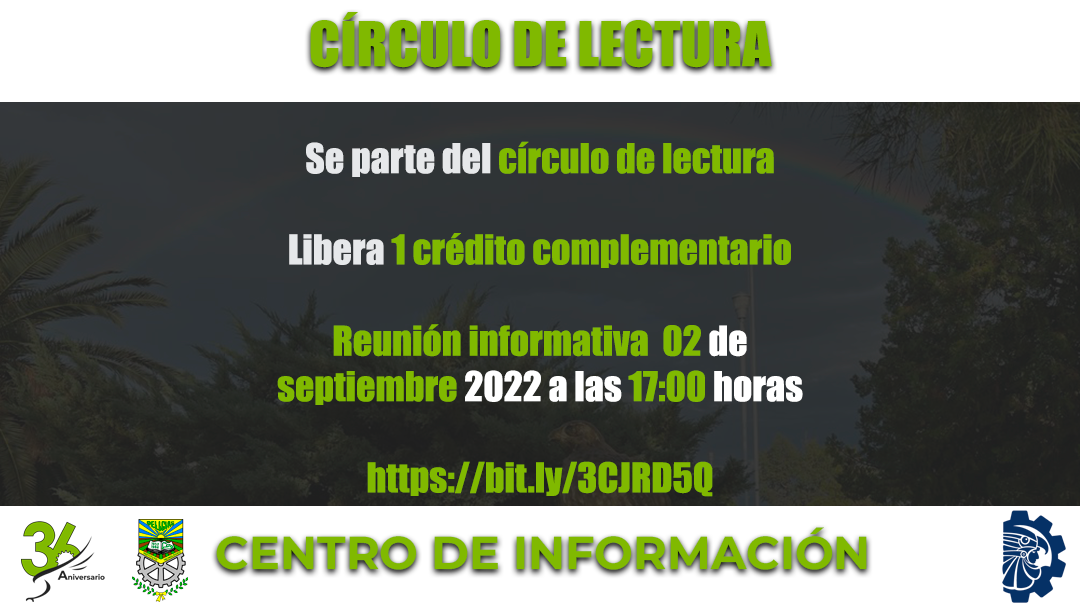 CÍRCULO DE LECTURA
Se parte del círculo de lectura
Libera 1 crédito complementario
Reunión informativa 02 de
septiembre 2022 a las 17:00 horas
https://bit.ly/3CJRD5Q
36
Aniversario
CENTRO DE INFORMACIÓN